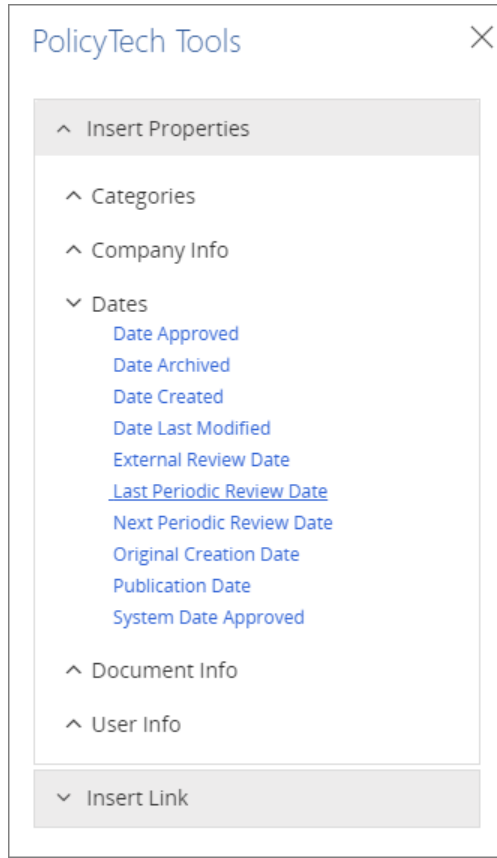 PolicyTech Tools
Insert Properties
Categories
Company Info
Dates
Date Approved
Date Archived
Date Created
Date Last Modified
External Review Date
Last Periodic Review Date
Next Periodic Review Date
Original Creation Date
Publication Date
System Date Approved
Document Info
User Info
Insert Link